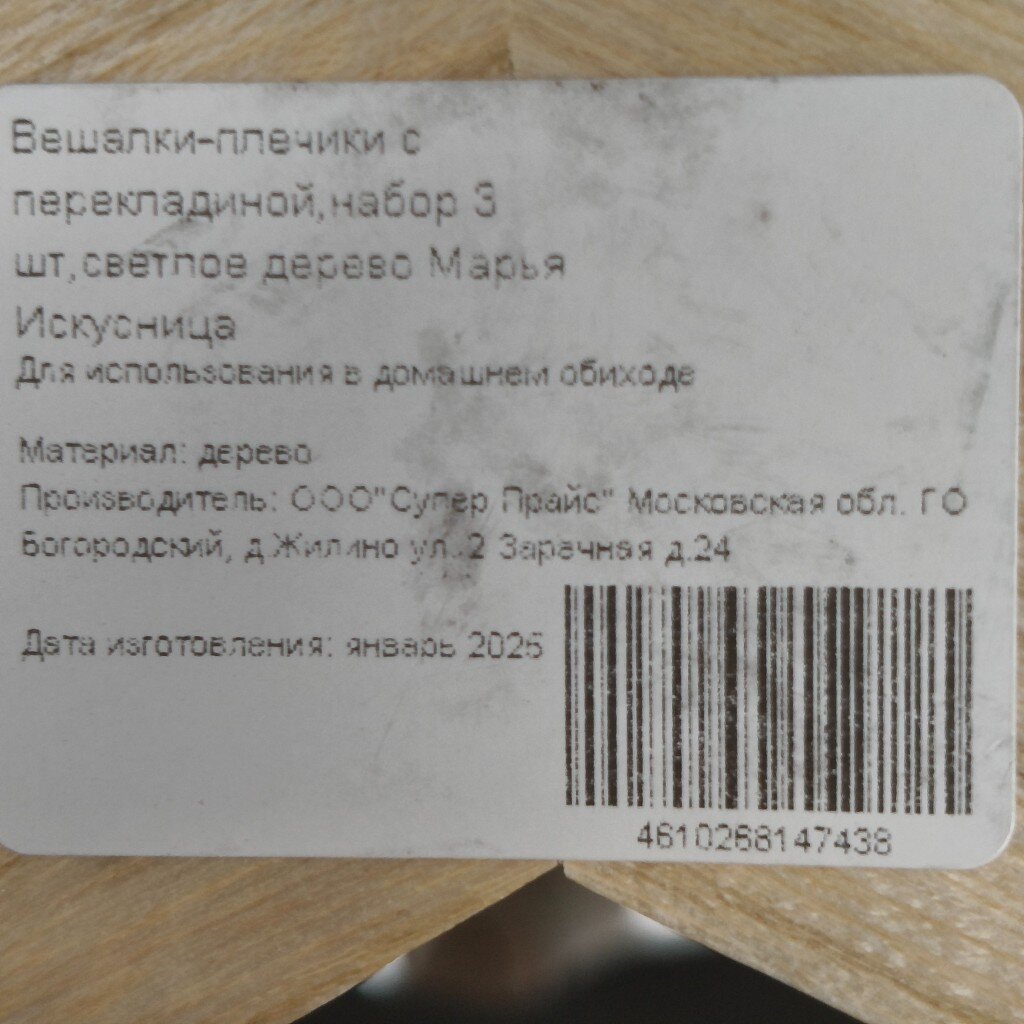 Вешалки-плечики с
перекладиной,набор 3
шт,светлое дерево Марья
Искусница
Для использования в домашнем обиходе
Материал: дерево
Производитель: ООО"Супер Прайс" Московская обл. ГО
Богородский, д.Жилино ул. 2 Заречная д.24
Дата изготовления: январь 2025
4610268147438